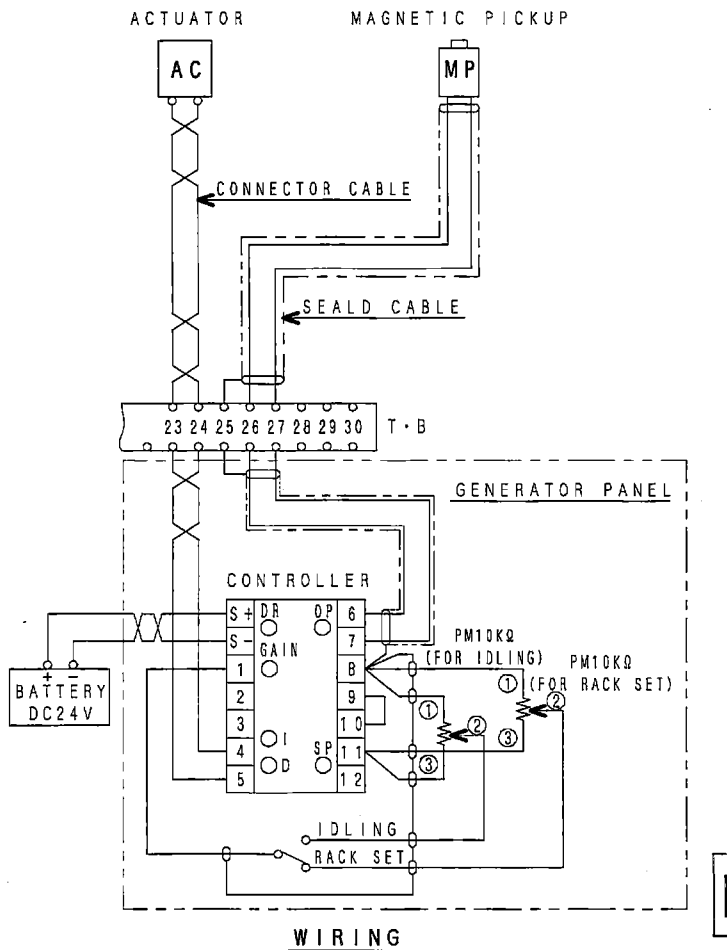 ACTUATOR
MAGNETIC PICKUP
AC
MP
CONNECTOR CABLE
SEALD CABLE
23 24 25 26 27 28 29 30
T·B
GENERATOR PANEL
CONTROLLER
S+ DR OP 6
S- 7
GAIN
1 8
2 9
3 10
4 I SP 11
5 D 12
PM10KΩ
(FOR IDLING)
PM10KΩ
(FOR RACK SET)
① ② ③
① ② ③
+ -
BATTERY
DC24V
IDLING
RACK SET
WIRING